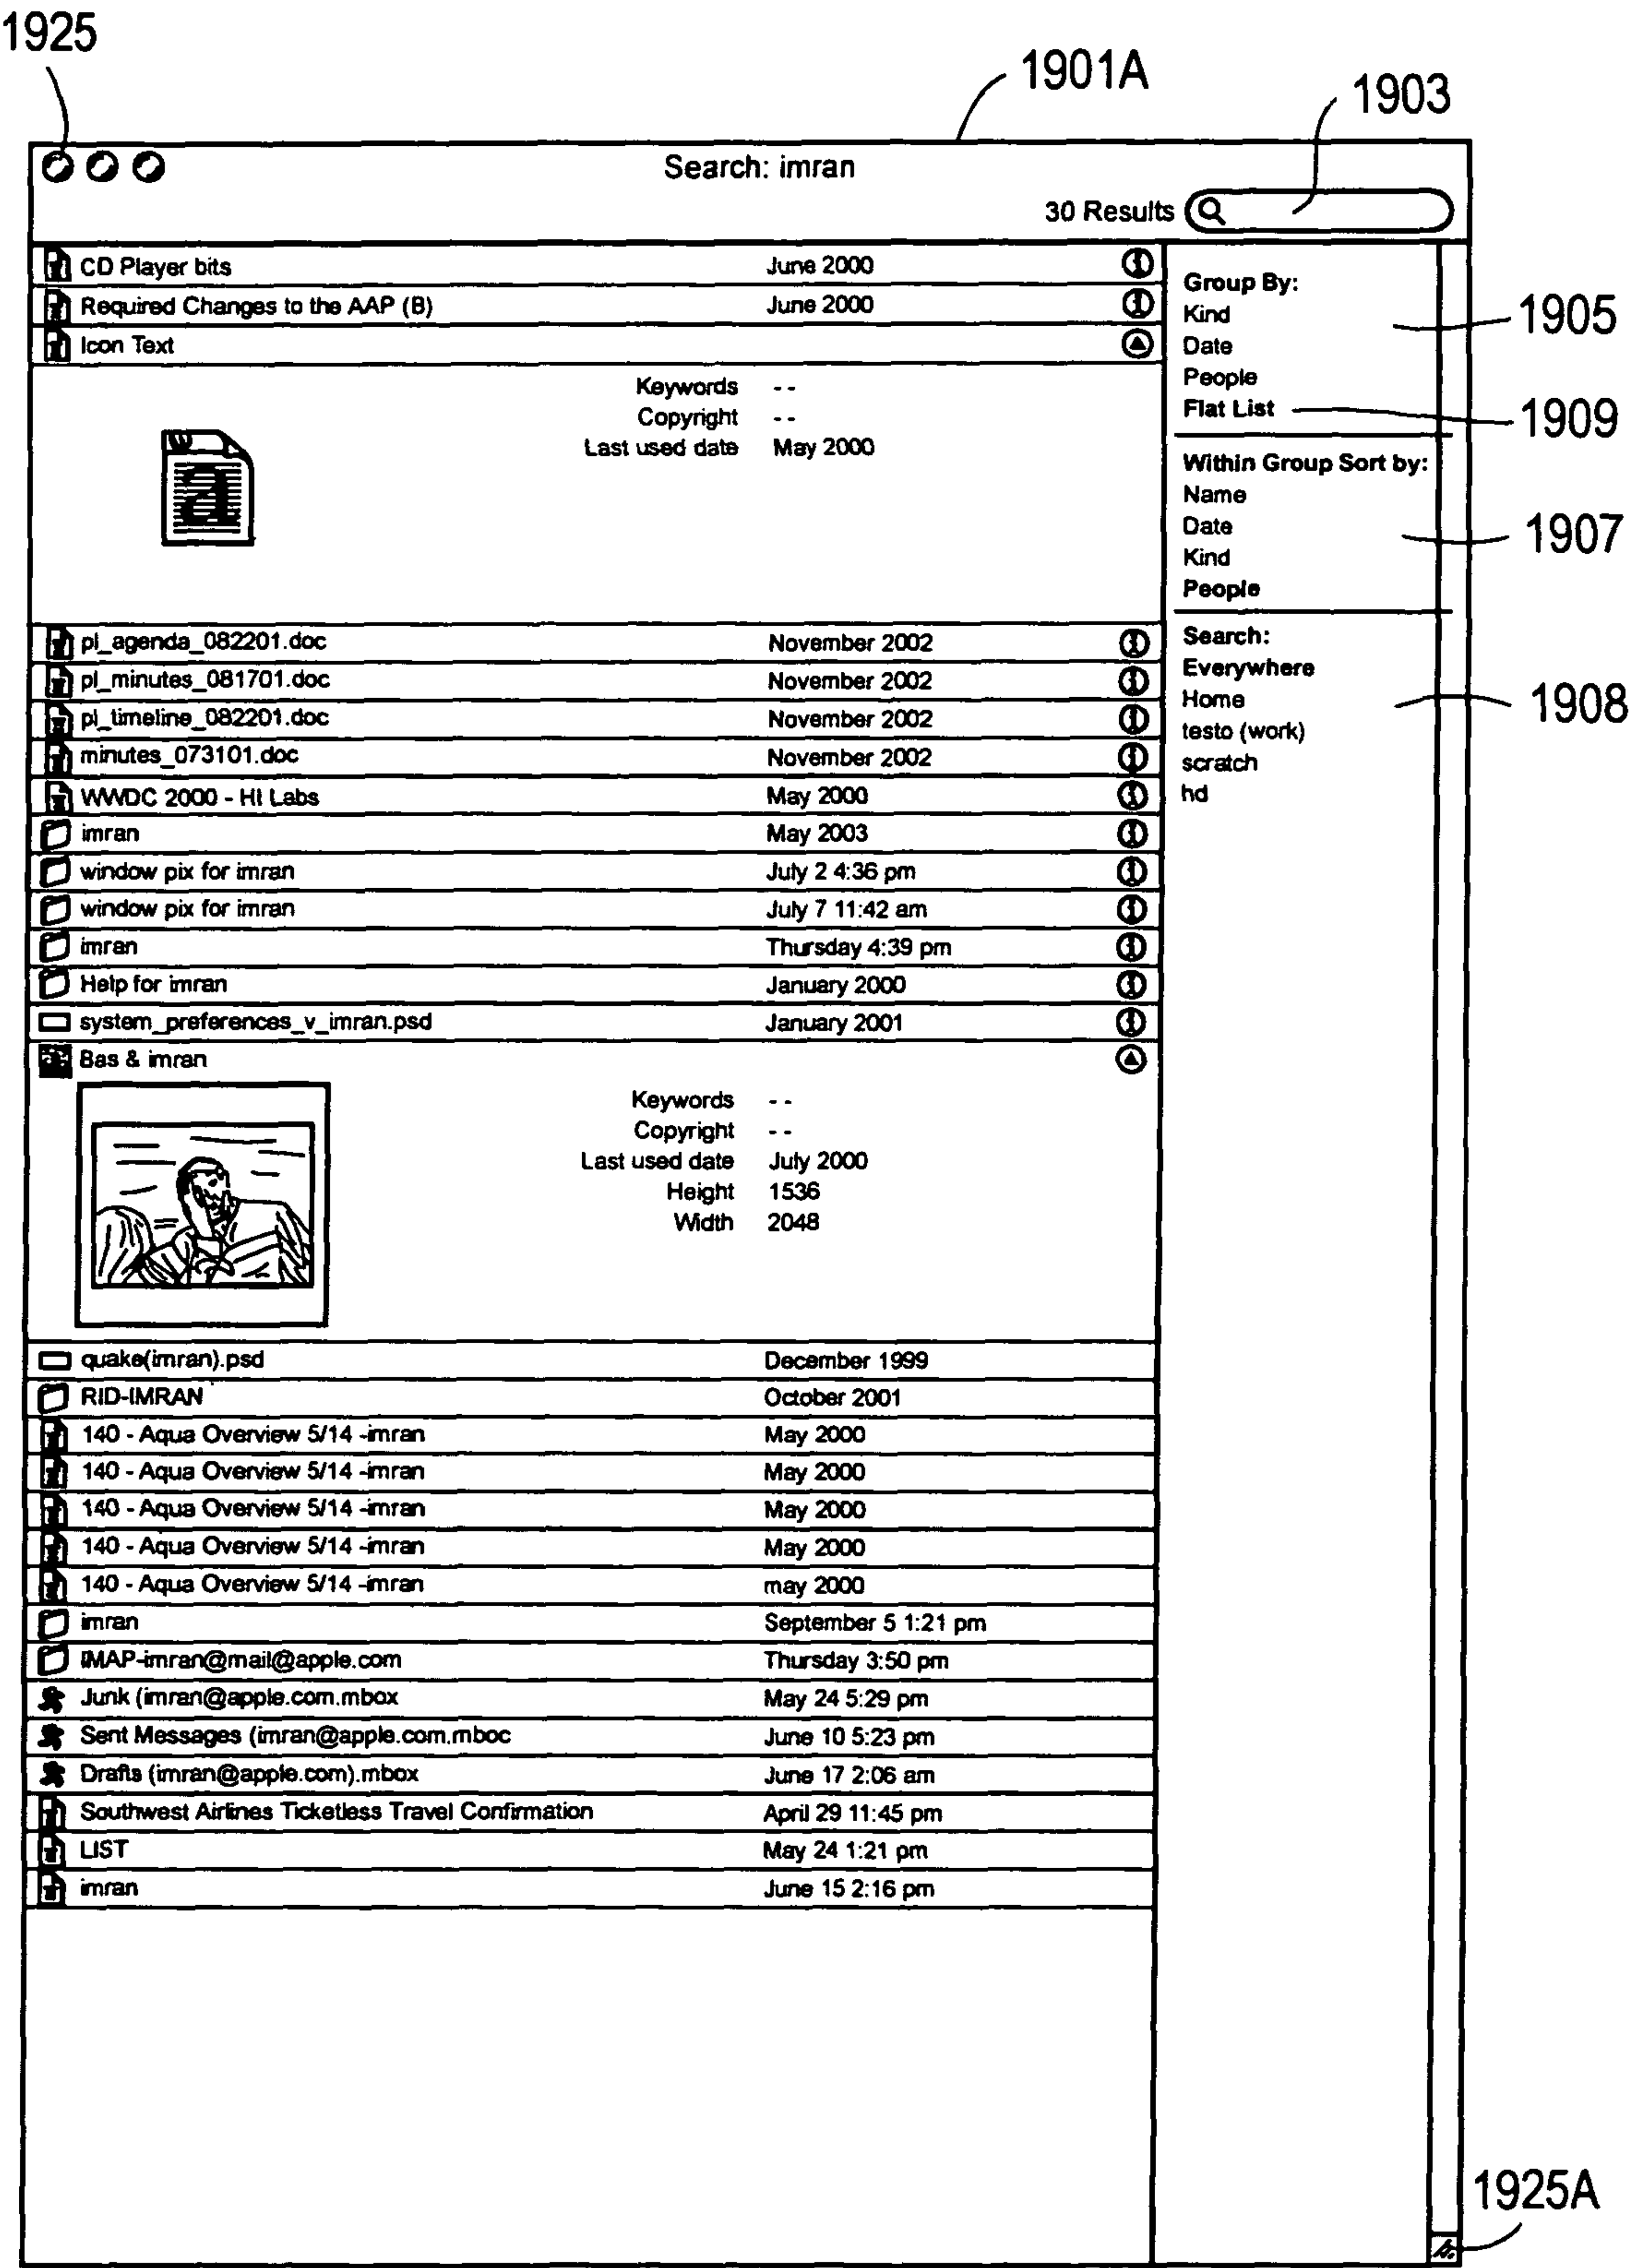 1925
1901A
1903
Search: imran
30 Results
CD Player bits June 2000
Required Changes to the AAP (B) June 2000
Icon Text
Keywords --
Copyright --
Last used date May 2000
a
pl_agenda_082201.doc November 2002
pl_minutes_081701.doc November 2002
pl_timeline_082201.doc November 2002
minutes_073101.doc November 2002
WWDC 2000 - HI Labs May 2000
imran May 2003
window pix for imran July 2 4:36 pm
window pix for imran July 7 11:42 am
imran Thursday 4:39 pm
Help for imran January 2000
system_preferences_v_imran.psd January 2001
Bas & imran
Keywords --
Copyright --
Last used date July 2000
Height 1536
Width 2048
quake(imran).psd December 1999
RID-IMRAN October 2001
140 - Aqua Overview 5/14 -imran May 2000
140 - Aqua Overview 5/14 -imran May 2000
140 - Aqua Overview 5/14 -imran May 2000
140 - Aqua Overview 5/14 -imran May 2000
140 - Aqua Overview 5/14 -imran may 2000
imran September 5 1:21 pm
IMAP-imran@mail@apple.com Thursday 3:50 pm
Junk (imran@apple.com.mbox May 24 5:29 pm
Sent Messages (imran@apple.com.mboc June 10 5:23 pm
Drafts (imran@apple.com).mbox June 17 2:06 am
Southwest Airlines Ticketless Travel Confirmation April 29 11:45 pm
LIST May 24 1:21 pm
imran June 15 2:16 pm
Group By:
Kind
Date
People
Flat List
Within Group Sort by:
Name
Date
Kind
People
Search:
Everywhere
Home
testo (work)
scratch
hd
1905
1909
1907
1908
1925A